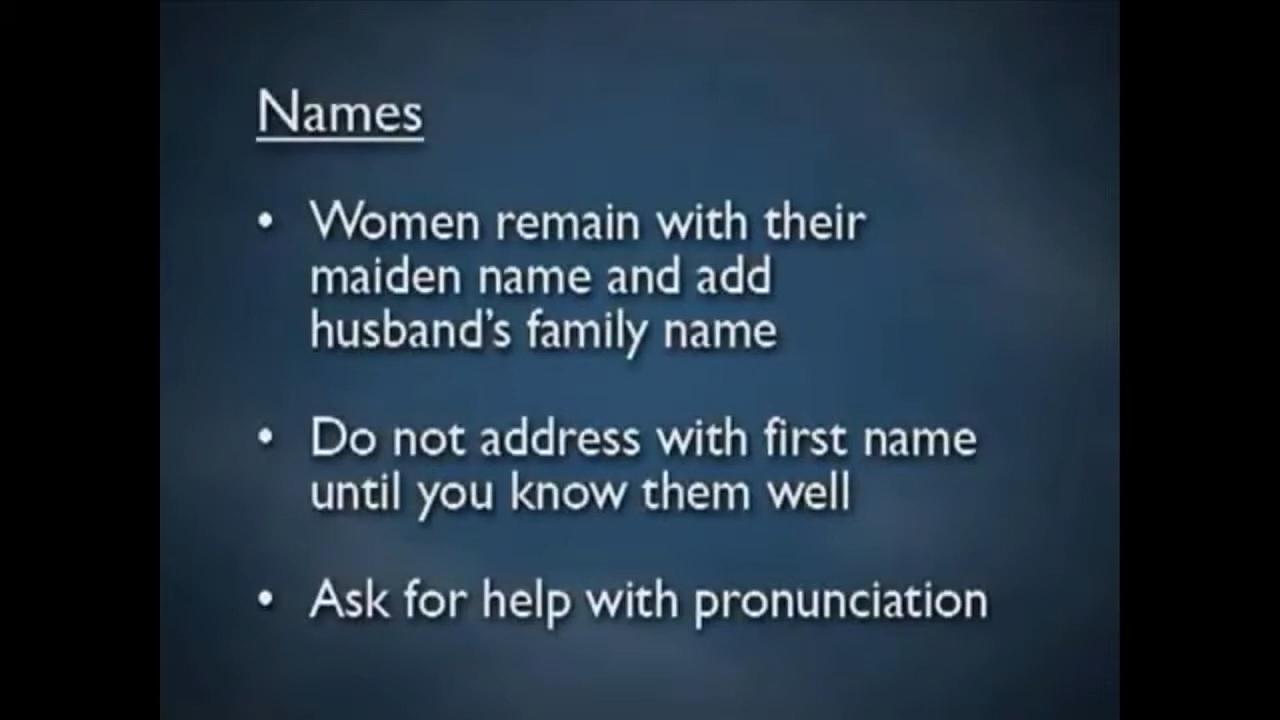 Names
• Women remain with their
maiden name and add
husband's family name
• Do not address with first name
until you know them well
• Ask for help with pronunciation